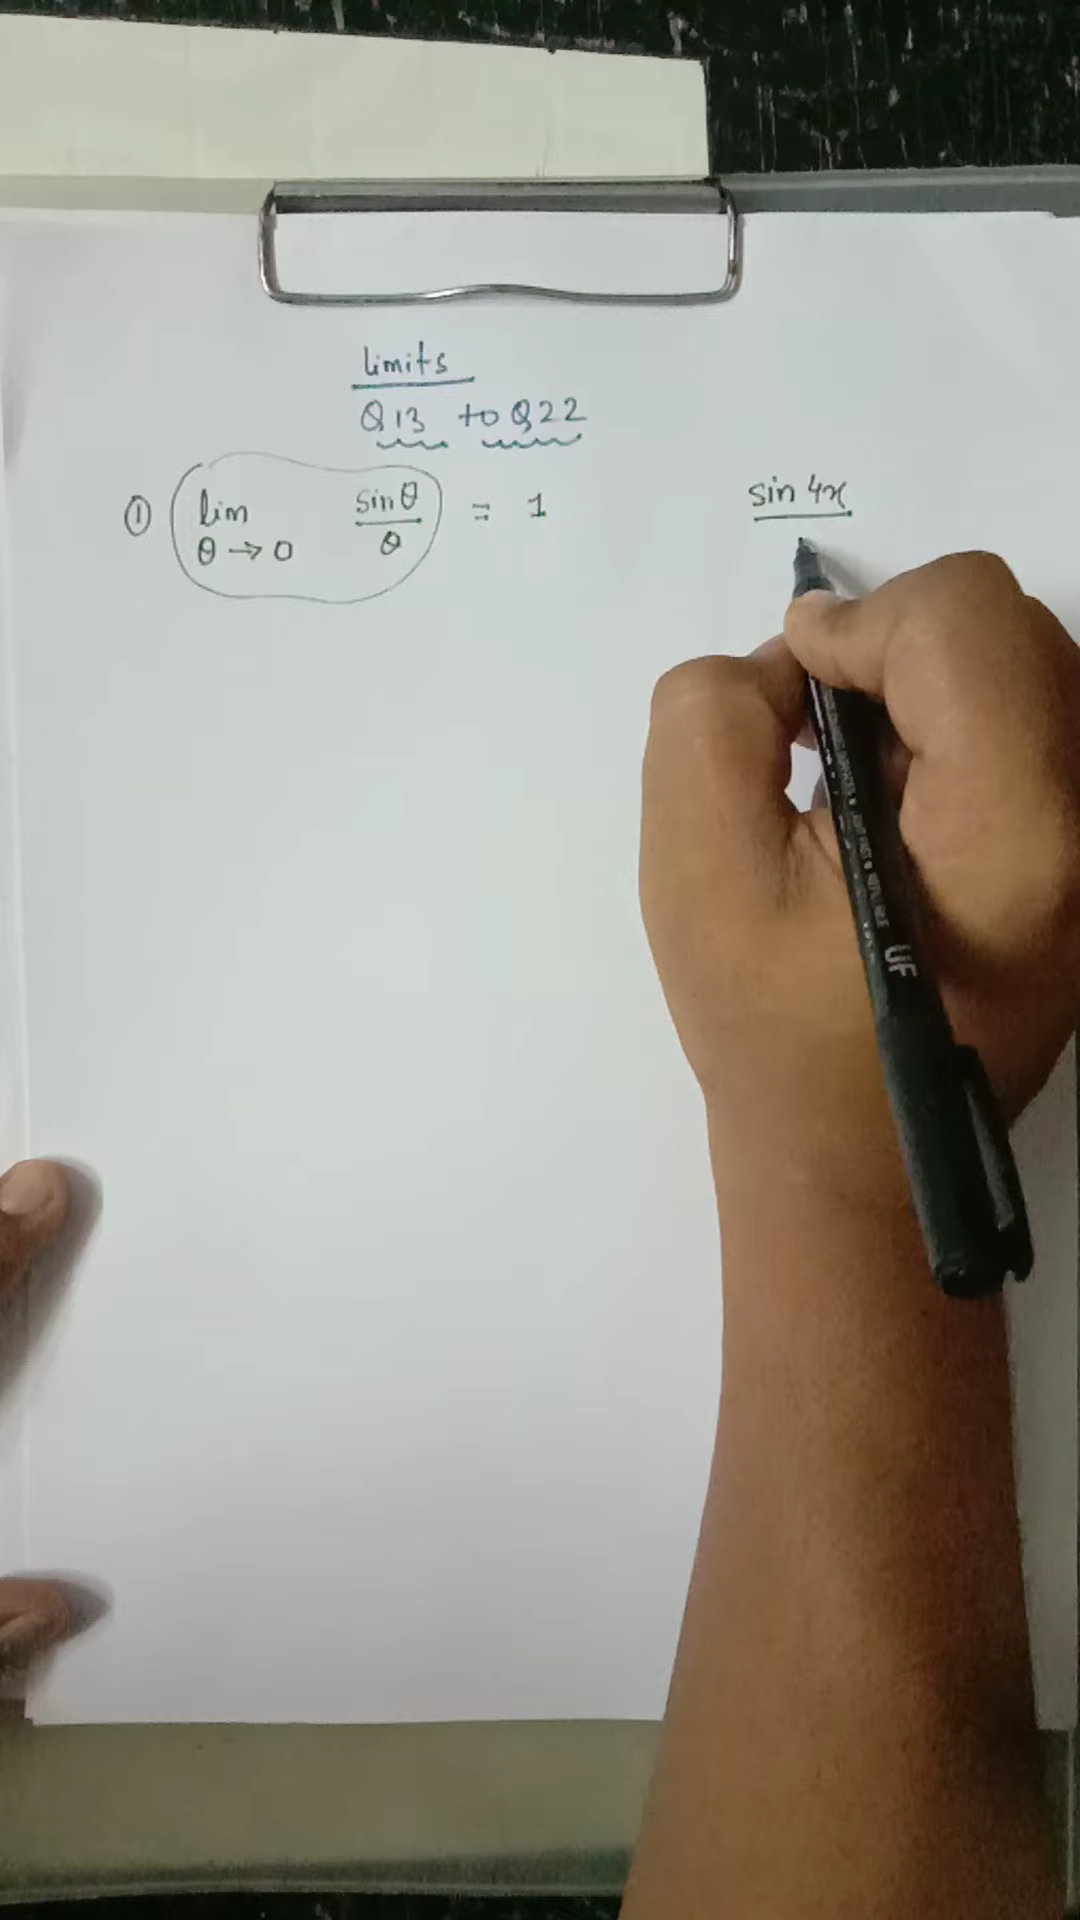 limits
Q13 to Q22
① lim sinθ = 1
θ → 0 θ
sin 4x
UF